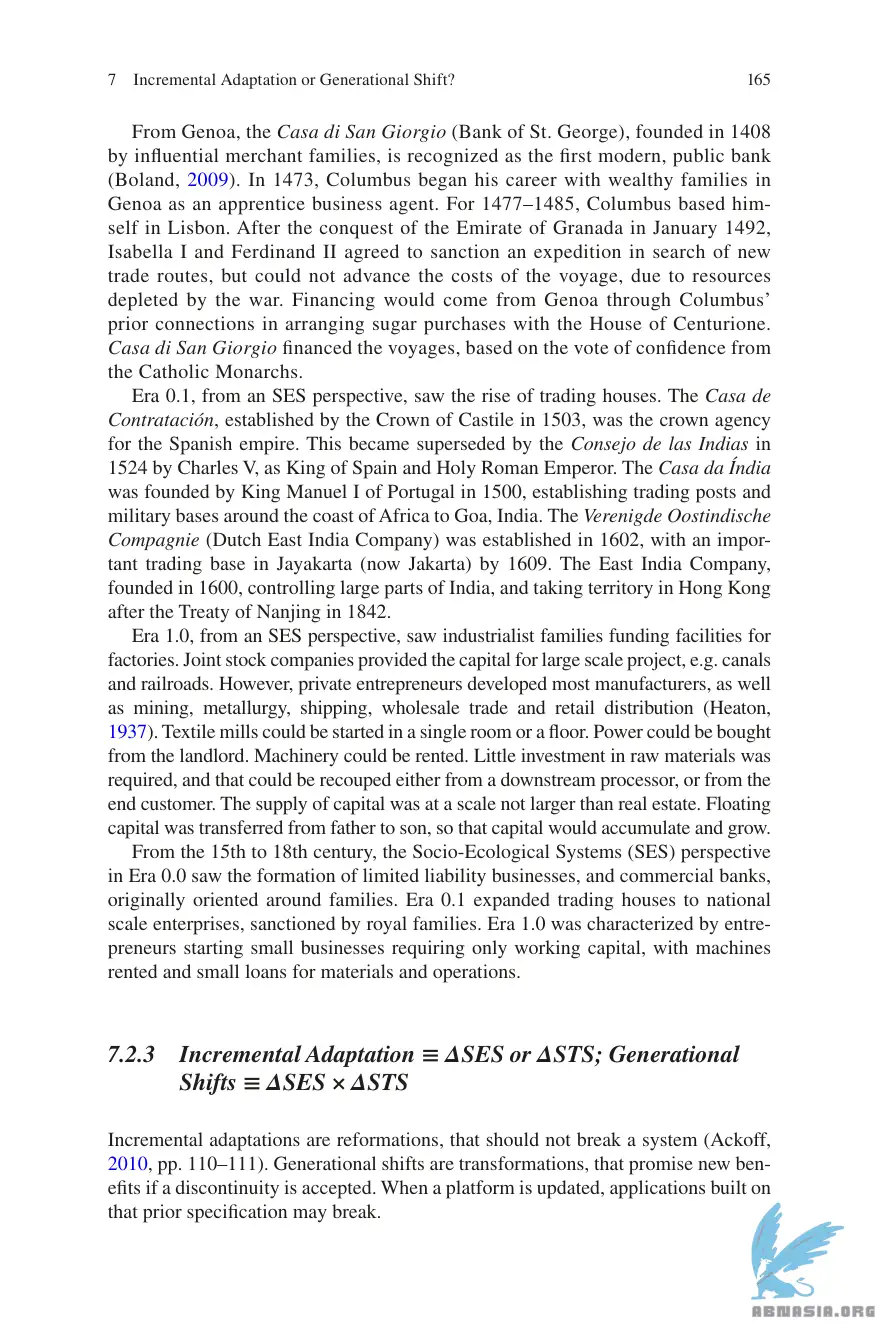 7 Incremental Adaptation or Generational Shift? 165
From Genoa, the Casa di San Giorgio (Bank of St. George), founded in 1408
by influential merchant families, is recognized as the first modern, public bank
(Boland, 2009). In 1473, Columbus began his career with wealthy families in
Genoa as an apprentice business agent. For 1477–1485, Columbus based him-
self in Lisbon. After the conquest of the Emirate of Granada in January 1492,
Isabella I and Ferdinand II agreed to sanction an expedition in search of new
trade routes, but could not advance the costs of the voyage, due to resources
depleted by the war. Financing would come from Genoa through Columbus’
prior connections in arranging sugar purchases with the House of Centurione.
Casa di San Giorgio financed the voyages, based on the vote of confidence from
the Catholic Monarchs.
Era 0.1, from an SES perspective, saw the rise of trading houses. The Casa de
Contratación, established by the Crown of Castile in 1503, was the crown agency
for the Spanish empire. This became superseded by the Consejo de las Indias in
1524 by Charles V, as King of Spain and Holy Roman Emperor. The Casa da Índia
was founded by King Manuel I of Portugal in 1500, establishing trading posts and
military bases around the coast of Africa to Goa, India. The Verenigde Oostindische
Compagnie (Dutch East India Company) was established in 1602, with an impor-
tant trading base in Jayakarta (now Jakarta) by 1609. The East India Company,
founded in 1600, controlling large parts of India, and taking territory in Hong Kong
after the Treaty of Nanjing in 1842.
Era 1.0, from an SES perspective, saw industrialist families funding facilities for
factories. Joint stock companies provided the capital for large scale project, e.g. canals
and railroads. However, private entrepreneurs developed most manufacturers, as well
as mining, metallurgy, shipping, wholesale trade and retail distribution (Heaton,
1937). Textile mills could be started in a single room or a floor. Power could be bought
from the landlord. Machinery could be rented. Little investment in raw materials was
required, and that could be recouped either from a downstream processor, or from the
end customer. The supply of capital was at a scale not larger than real estate. Floating
capital was transferred from father to son, so that capital would accumulate and grow.
From the 15th to 18th century, the Socio-Ecological Systems (SES) perspective
in Era 0.0 saw the formation of limited liability businesses, and commercial banks,
originally oriented around families. Era 0.1 expanded trading houses to national
scale enterprises, sanctioned by royal families. Era 1.0 was characterized by entre-
preneurs starting small businesses requiring only working capital, with machines
rented and small loans for materials and operations.
7.2.3 Incremental Adaptation ≡ ΔSES or ΔSTS; Generational
Shifts ≡ ΔSES × ΔSTS
Incremental adaptations are reformations, that should not break a system (Ackoff,
2010, pp. 110–111). Generational shifts are transformations, that promise new ben-
efits if a discontinuity is accepted. When a platform is updated, applications built on
that prior specification may break.
ABNASIA.ORG